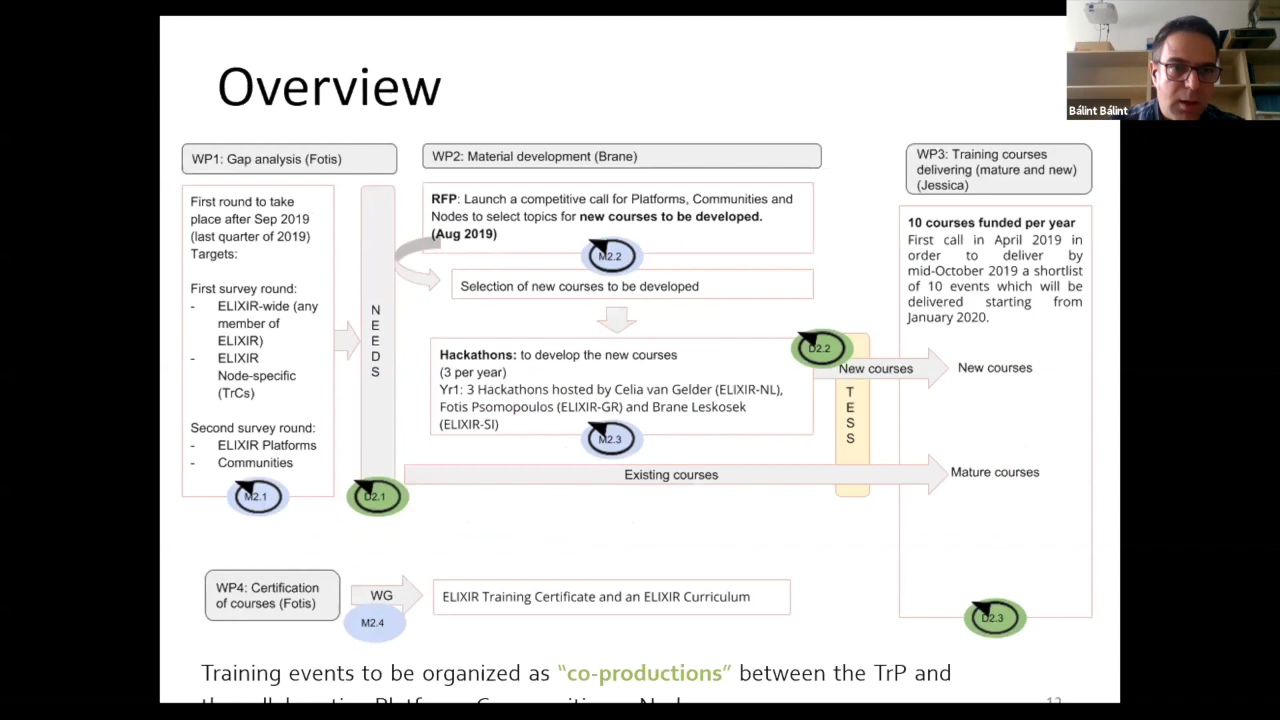 Overview
Bálint Bálint
WP1: Gap analysis (Fotis)
First round to take
place after Sep 2019
(last quarter of 2019)
Targets:
First survey round:
- ELIXIR-wide (any
member of
ELIXIR)
- ELIXIR
Node-specific
(TrCs)
Second survey round:
- ELIXIR Platforms
- Communities
M2.1
N
E
E
D
S
D2.1
WP2: Material development (Brane)
RFP: Launch a competitive call for Platforms, Communities and
Nodes to select topics for new courses to be developed.
(Aug 2019)
M2.2
Selection of new courses to be developed
Hackathons: to develop the new courses
(3 per year)
Yr1: 3 Hackathons hosted by Celia van Gelder (ELIXIR-NL),
Fotis Psomopoulos (ELIXIR-GR) and Brane Leskosek
(ELIXIR-SI)
M2.3
D2.2
New courses
T
E
S
S
Existing courses
WP3: Training courses
delivering (mature and new)
(Jessica)
10 courses funded per year
First call in April 2019 in
order to deliver by
mid-October 2019 a shortlist
of 10 events which will be
delivered starting from
January 2020.
New courses
Mature courses
D2.3
WP4: Certification
of courses (Fotis)
WG
M2.4
ELIXIR Training Certificate and an ELIXIR Curriculum
Training events to be organized as “co-productions” between the TrP and